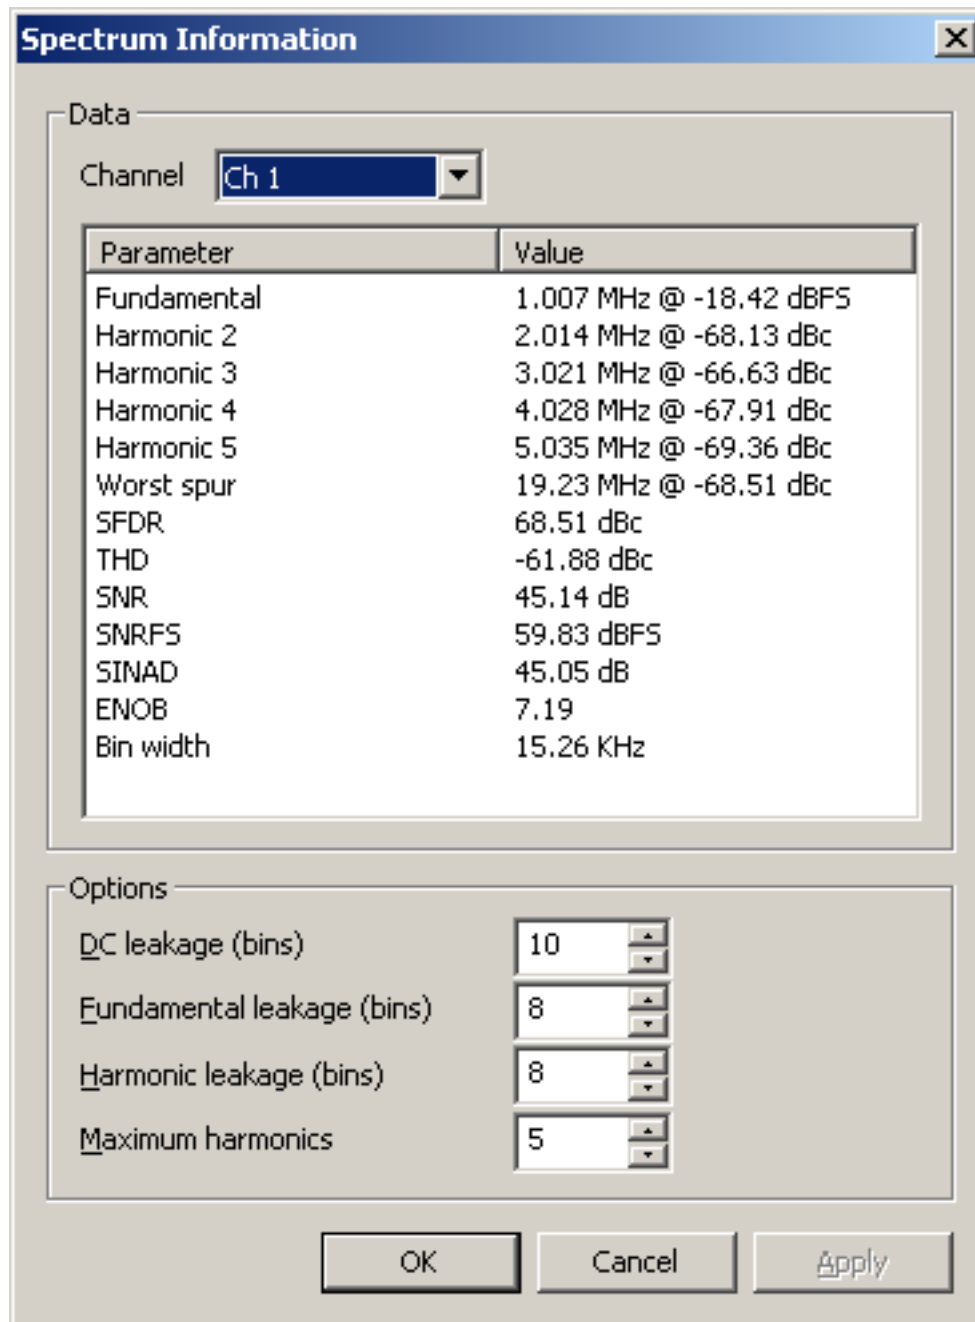 Spectrum Information
Data
Channel Ch 1
Parameter Value
Fundamental 1.007 MHz @ -18.42 dBFS
Harmonic 2 2.014 MHz @ -68.13 dBc
Harmonic 3 3.021 MHz @ -66.63 dBc
Harmonic 4 4.028 MHz @ -67.91 dBc
Harmonic 5 5.035 MHz @ -69.36 dBc
Worst spur 19.23 MHz @ -68.51 dBc
SFDR 68.51 dBc
THD -61.88 dBc
SNR 45.14 dB
SNRFS 59.83 dBFS
SINAD 45.05 dB
ENOB 7.19
Bin width 15.26 KHz
Options
DC leakage (bins) 10
Fundamental leakage (bins) 8
Harmonic leakage (bins) 8
Maximum harmonics 5
OK Cancel Apply